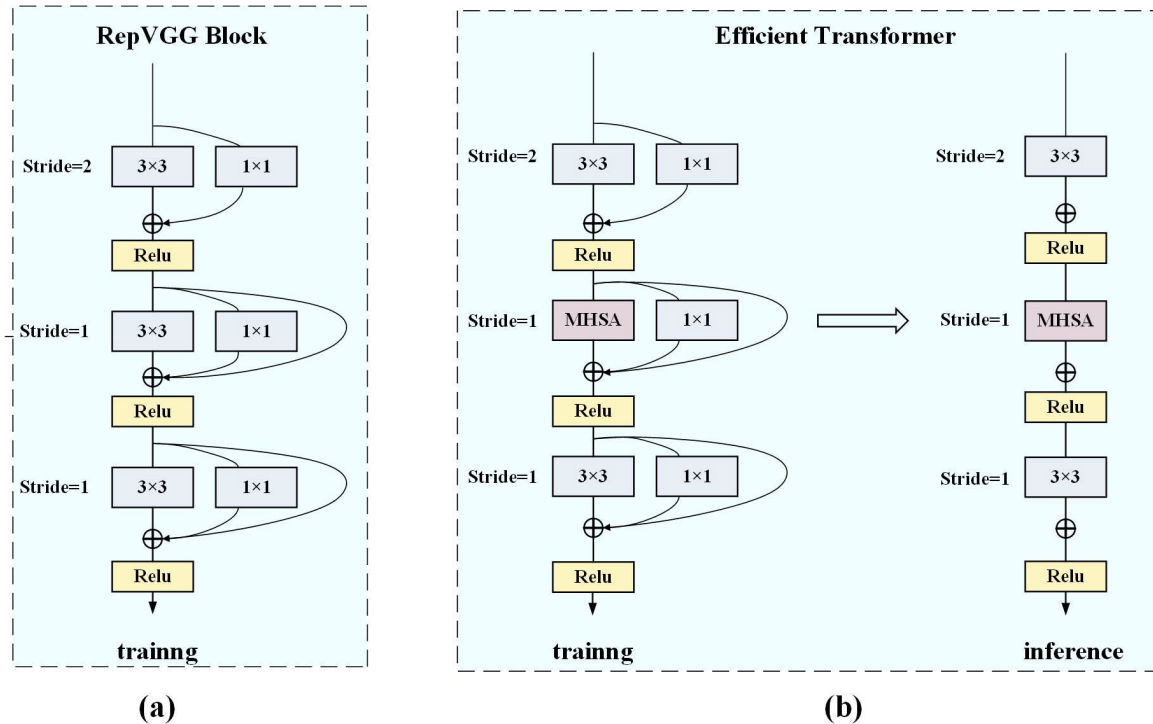 RepVGG Block
Stride=2
3×3
1×1
Relu
Stride=1
3×3
1×1
Relu
Stride=1
3×3
1×1
Relu
trainng
(a)
Efficient Transformer
Stride=2
3×3
1×1
Relu
Stride=1
MHSA
1×1
Relu
Stride=1
3×3
1×1
Relu
trainng
Stride=2
3×3
Relu
Stride=1
MHSA
Relu
Stride=1
3×3
Relu
inference
(b)